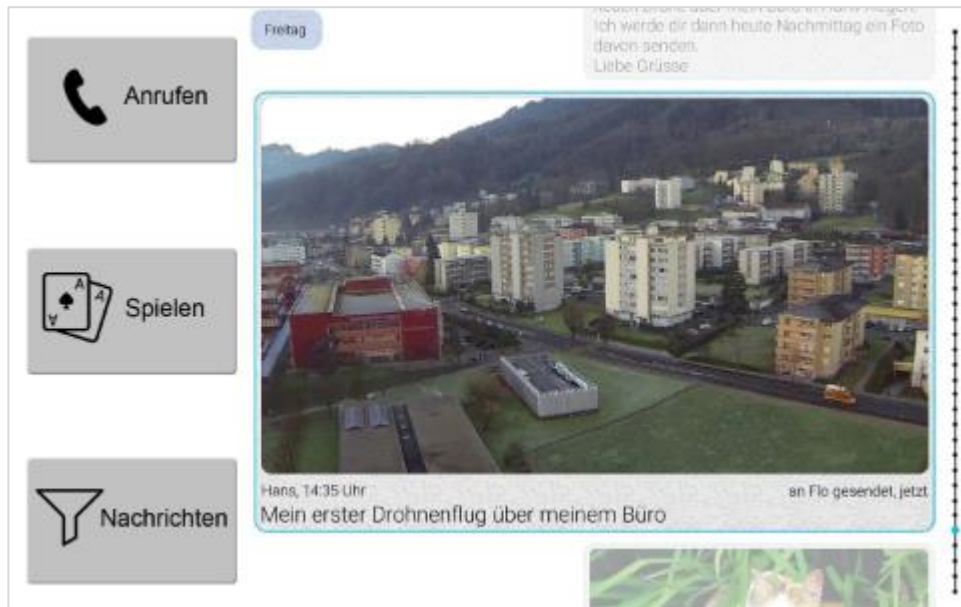 Anrufen
Spielen
Nachrichten
Freitag
Ich werde dir dann heute Nachmittag ein Foto
davon senden.
Liebe Grüsse
Hans, 14:35 Uhr
an Flo gesendet, jetzt
Mein erster Drohnenflug über meinem Büro